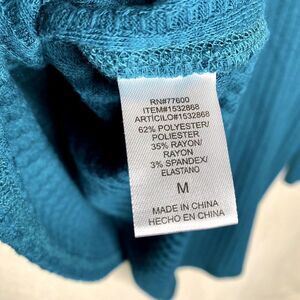 RN#77600
ITEM#1532868
ARTÍCILO#1532868
62% POLYESTER/
POLIESTER
35% RAYON/
RAYON
3% SPANDEX/
ELASTANO
M
MADE IN CHINA
HECHO EN CHINA